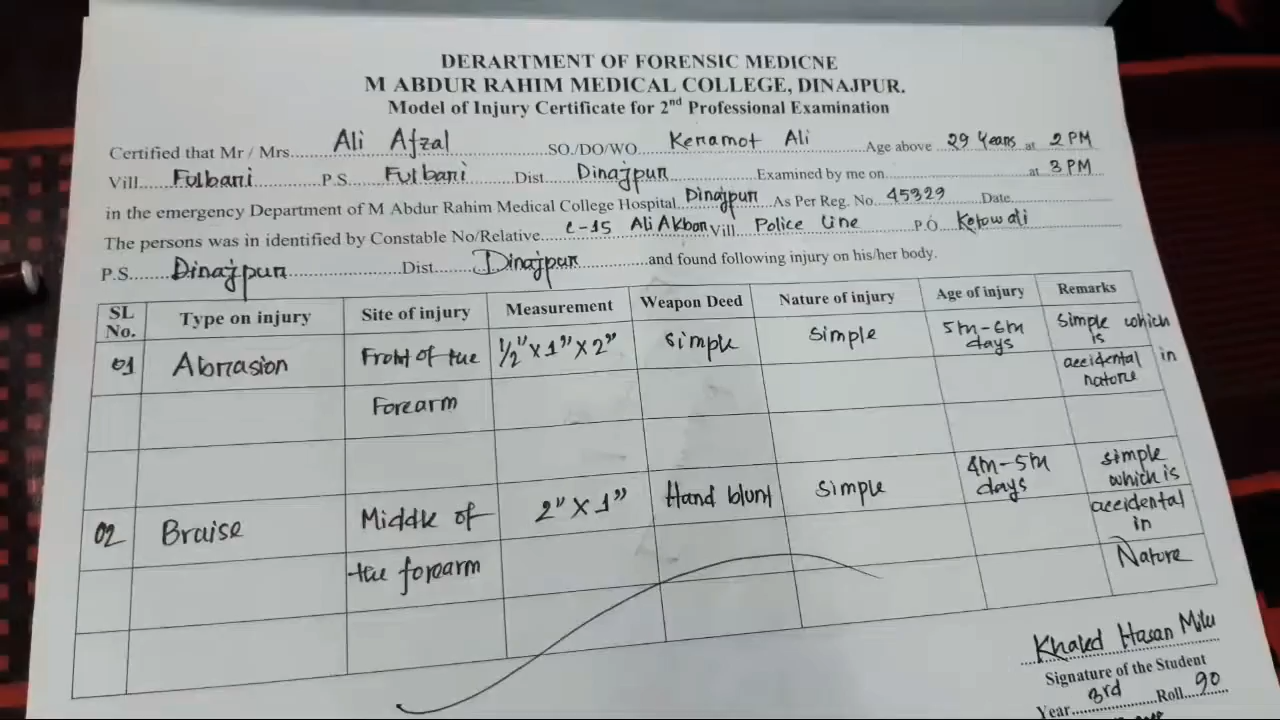 DERARTMENT OF FORENSIC MEDICNE
M ABDUR RAHIM MEDICAL COLLEGE, DINAJPUR.
Model of Injury Certificate for 2nd Professional Examination
Certified that Mr / Mrs. Ali Afzal SO./DO/WO. Kenamot Ali Age above 29 Years at 2 PM
Vill. Fulbari P.S. Fulbari Dist Dinajpur Examined by me on at 3 PM
in the emergency Department of M Abdur Rahim Medical College Hospital Dinajpur As Per Reg. No. 45329 Date
The persons was in identified by Constable No/Relative C-15 Ali Akbar Vill Police line P.O. Kotowali
P.S. Dinajpur Dist. Dinajpur and found following injury on his/her body.
SL No. Type on injury Site of injury Measurement Weapon Deed Nature of injury Age of injury Remarks
01 Abrasion Front of the 1/2" X 1" X 2" simple simple 5th-6th days simple which is
accidental in nature
Forearm
02 Bruise Middle of 2" X 1" Hand blunt simple 4th-5th days simple which is
accidental in
the forearm Nature
Khaled Hasan Milu
Signature of the Student
Year 3rd Roll 90